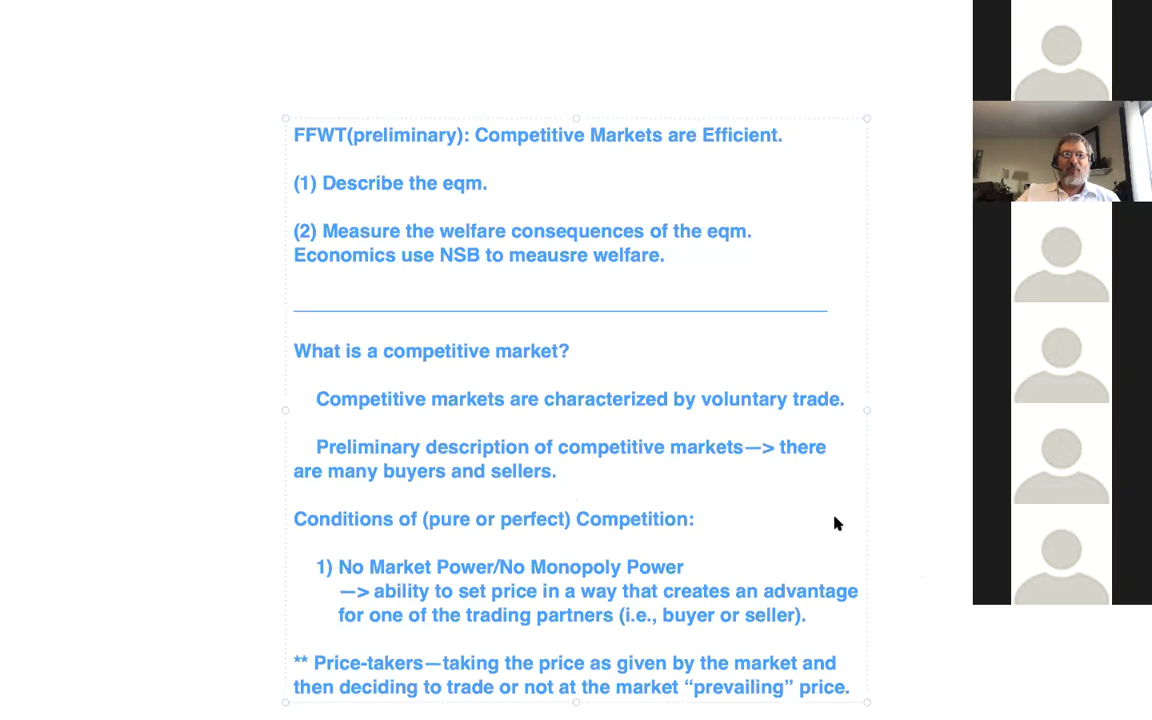 FFWT(preliminary): Competitive Markets are Efficient.
(1) Describe the eqm.
(2) Measure the welfare consequences of the eqm.
Economics use NSB to meausre welfare.
What is a competitive market?
Competitive markets are characterized by voluntary trade.
Preliminary description of competitive markets—> there
are many buyers and sellers.
Conditions of (pure or perfect) Competition:
1) No Market Power/No Monopoly Power
—> ability to set price in a way that creates an advantage
for one of the trading partners (i.e., buyer or seller).
** Price-takers—taking the price as given by the market and
then deciding to trade or not at the market “prevailing” price.